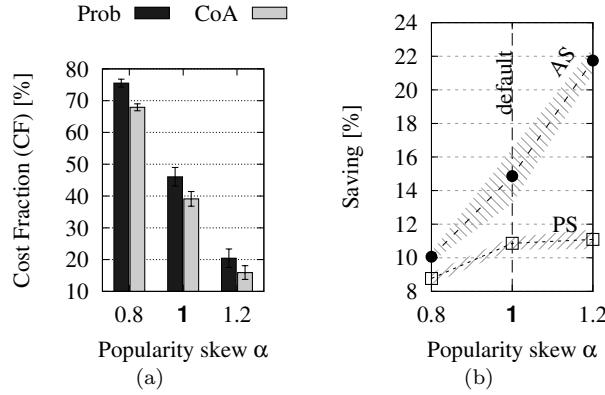 Prob CoA
Cost Fraction (CF) [%]
80
70
60
50
40
30
20
10
0.8 1 1.2
Popularity skew α
(a)
Saving [%]
24
22
20
18
16
14
12
10
8
default
AS
PS
0.8 1 1.2
Popularity skew α
(b)